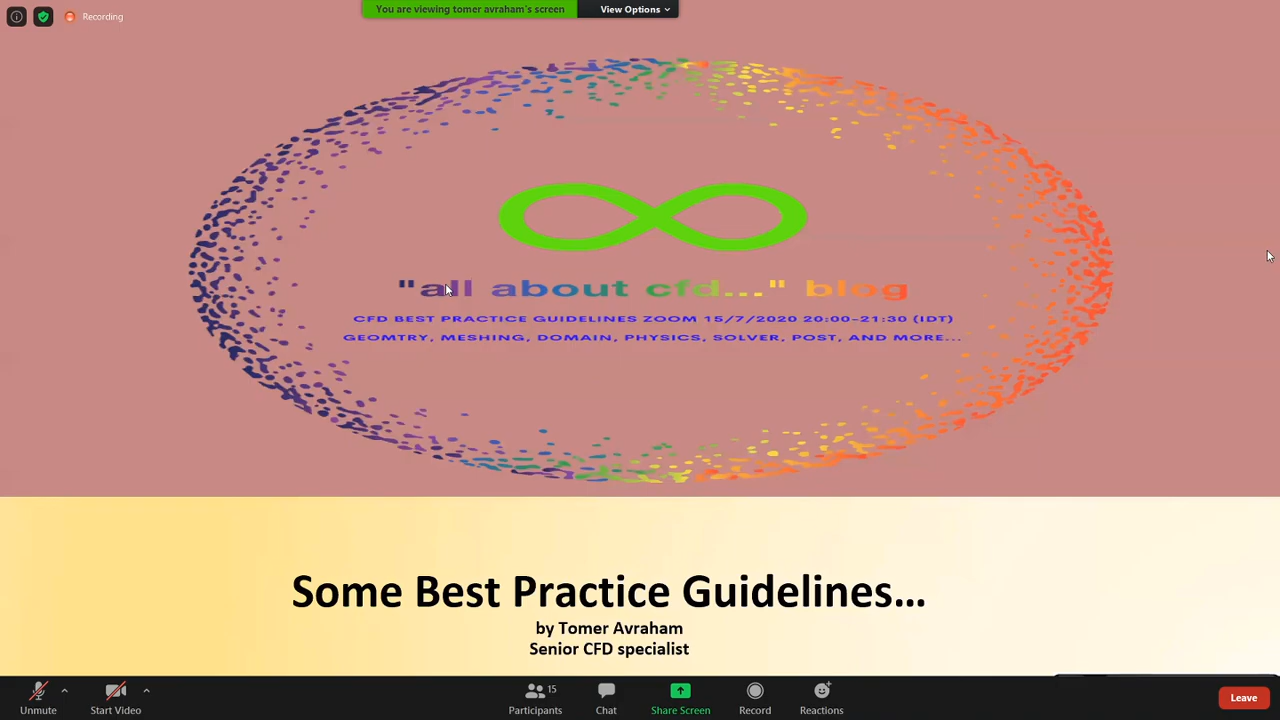 Recording
You are viewing tomer avraham's screen
View Options
"all about cfd..." blog
CFD BEST PRACTICE GUIDELINES ZOOM 15/7/2020 20:00-21:30 (IDT)
GEOMTRY, MESHING, DOMAIN, PHYSICS, SOLVER, POST, AND MORE...
Some Best Practice Guidelines...
by Tomer Avraham
Senior CFD specialist
Unmute
Start Video
15
Participants
Chat
Share Screen
Record
Reactions
Leave